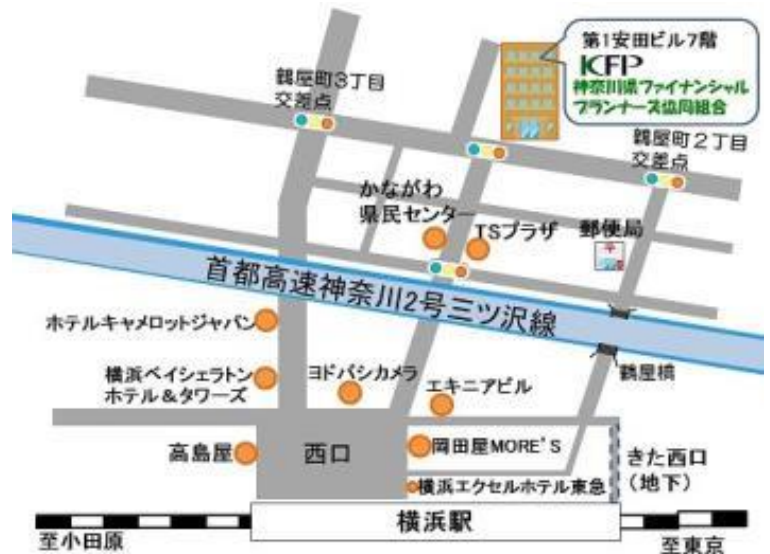 第1安田ビル7階
KFP
神奈川県ファイナンシャル
プランナーズ協同組合
鶴屋町3丁目
交差点
鶴屋町2丁目
交差点
かながわ
県民センター
TSプラザ
郵便局
首都高速神奈川2号三ツ沢線
ホテルキャメロットジャパン
横浜ベイシェラトン
ホテル&タワーズ
ヨドバシカメラ
エキニアビル
鶴屋橋
高島屋
西口
岡田屋MORE'S
きた西口
(地下)
横浜エクセルホテル東急
横浜駅
至小田原
至東京